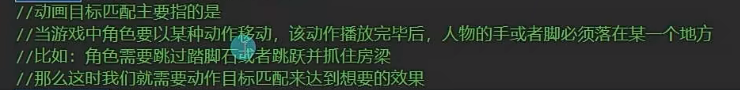 //动画目标匹配主要指的是
//当游戏中角色要以某种动作移动，该动作播放完毕后，人物的手或者脚必须落在某一个地方
//比如：角色需要跳过踏脚石或者跳跃并抓住房梁
//那么这时我们就需要动作目标匹配来达到想要的效果